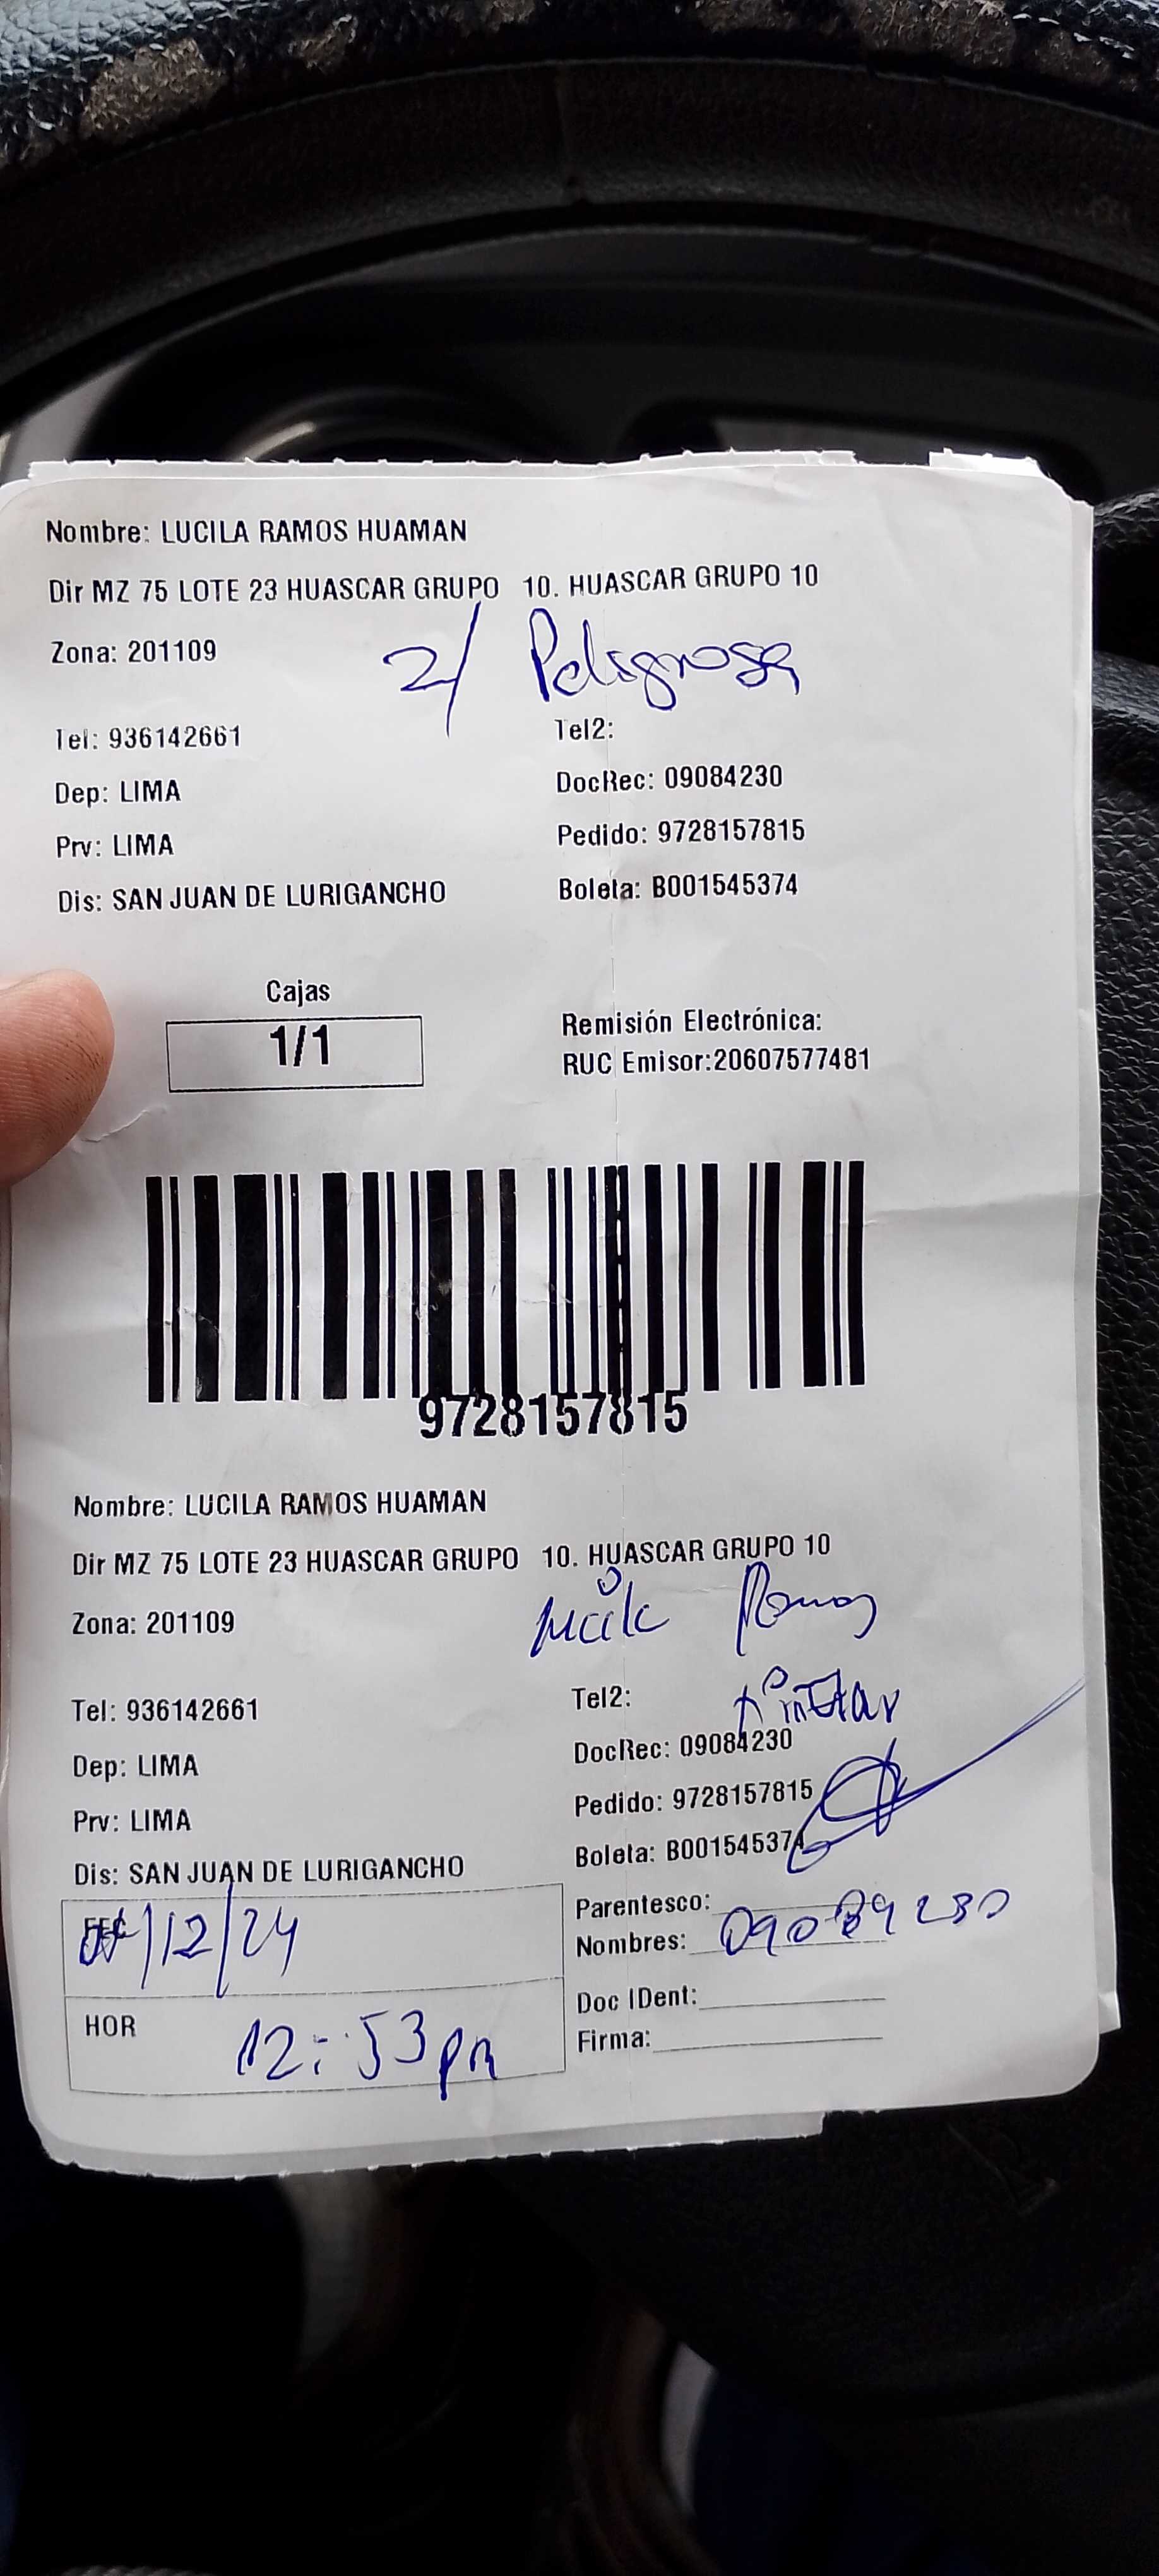 Nombre: LUCILA RAMOS HUAMAN
Dir MZ 75 LOTE 23 HUASCAR GRUPO 10. HUASCAR GRUPO 10
Zona: 201109
2/ Peligrosa
Tel: 936142661 Tel2:
Dep: LIMA DocRec: 09084230
Prv: LIMA Pedido: 9728157815
Dis: SAN JUAN DE LURIGANCHO Boleta: B001545374
Cajas
1/1
Remisión Electrónica:
RUC Emisor:20607577481
9728157815
Nombre: LUCILA RAMOS HUAMAN
Dir MZ 75 LOTE 23 HUASCAR GRUPO 10. HUASCAR GRUPO 10
Zona: 201109
Ramos
Tel: 936142661 Tel2:
Dep: LIMA DocRec: 09084230
Prv: LIMA Pedido: 9728157815
Dis: SAN JUAN DE LURIGANCHO Boleta: B001545374
FEC /12/24
HOR 12:53pm
Parentesco:
Nombres:
Doc IDent:
Firma: